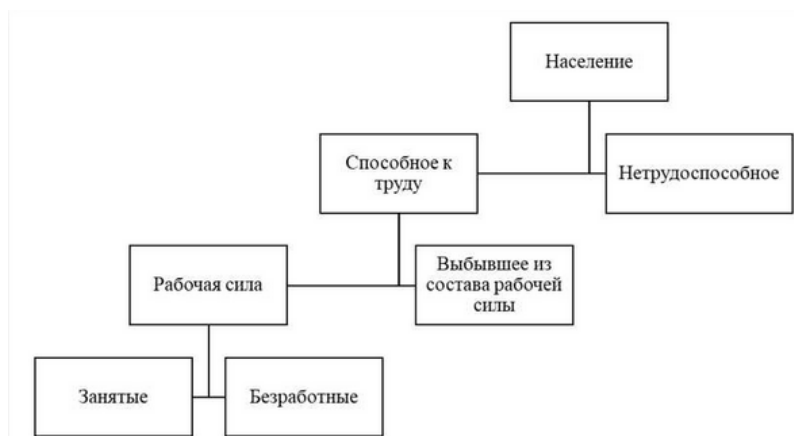 Население
Способное к
труду
Нетрудоспособное
Рабочая сила
Выбывшее из
состава рабочей
силы
Занятые
Безработные